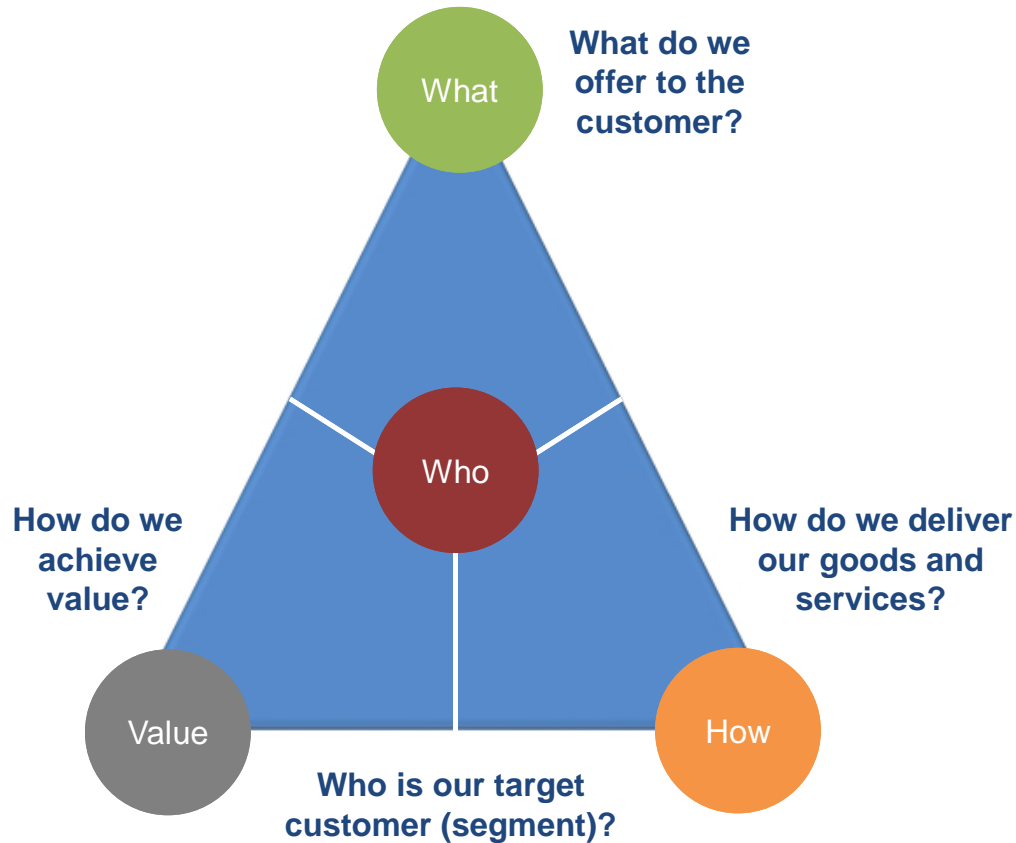 What
What do we
offer to the
customer?
Who
How do we
achieve
value?
How do we deliver
our goods and
services?
Value
How
Who is our target
customer (segment)?